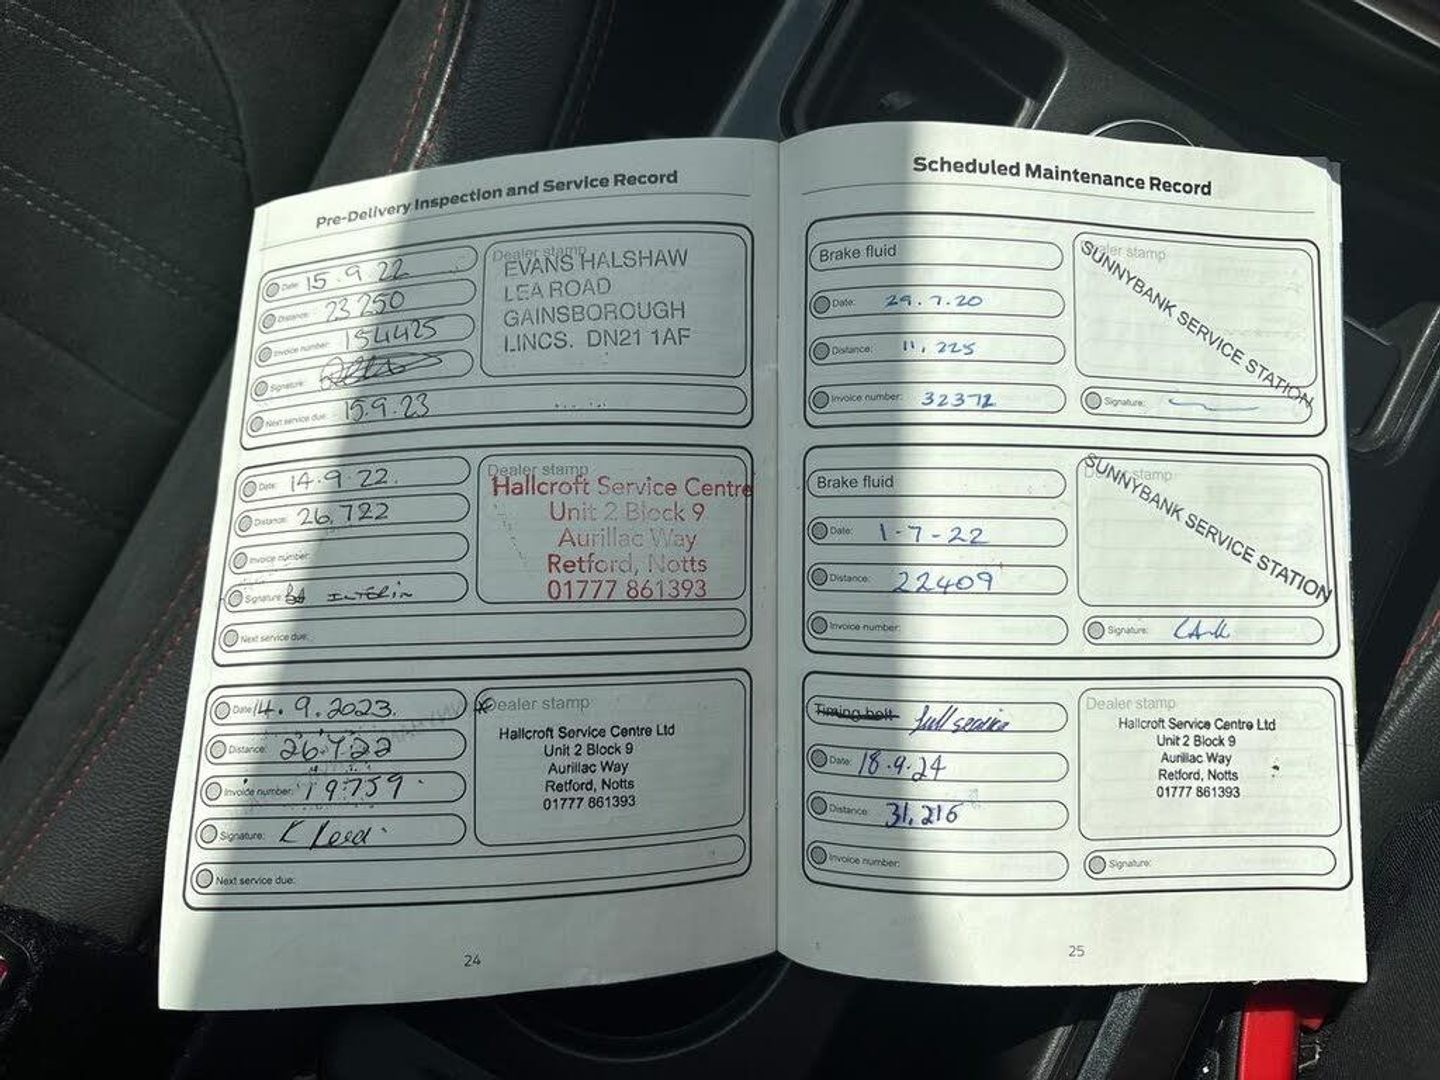 Pre-Delivery Inspection and Service Record
Date: 15.9.22
Distance: 23250
Invoice number: 154425
Signature:
Next service due: 15.9.23
Dealer stamp
EVANS HALSHAW
LEA ROAD
GAINSBOROUGH
LINCS. DN21 1AF
Date: 14.9.22.
Distance: 26,722
Invoice number:
Signature: INTERIM
Next service due:
Dealer stamp
Hallcroft Service Centre
Unit 2 Block 9
Aurillac Way
Retford, Notts
01777 861393
Date: 14.9.2023.
Distance: 26,722
Invoice number: 19759
Signature:
Next service due:
Dealer stamp
Hallcroft Service Centre Ltd
Unit 2 Block 9
Aurillac Way
Retford, Notts
01777 861393
24
Scheduled Maintenance Record
Brake fluid
Date: 29.7.20
Distance: 11,225
Invoice number: 32372
Dealer stamp
SUNNYBANK SERVICE STATION
Signature:
Brake fluid
Date: 1-7-22
Distance: 22409
Invoice number:
Dealer stamp
SUNNYBANK SERVICE STATION
Signature:
Timing belt full service
Date: 18.9.24
Distance: 31,216
Invoice number:
Dealer stamp
Hallcroft Service Centre Ltd
Unit 2 Block 9
Aurillac Way
Retford, Notts
01777 861393
Signature:
25